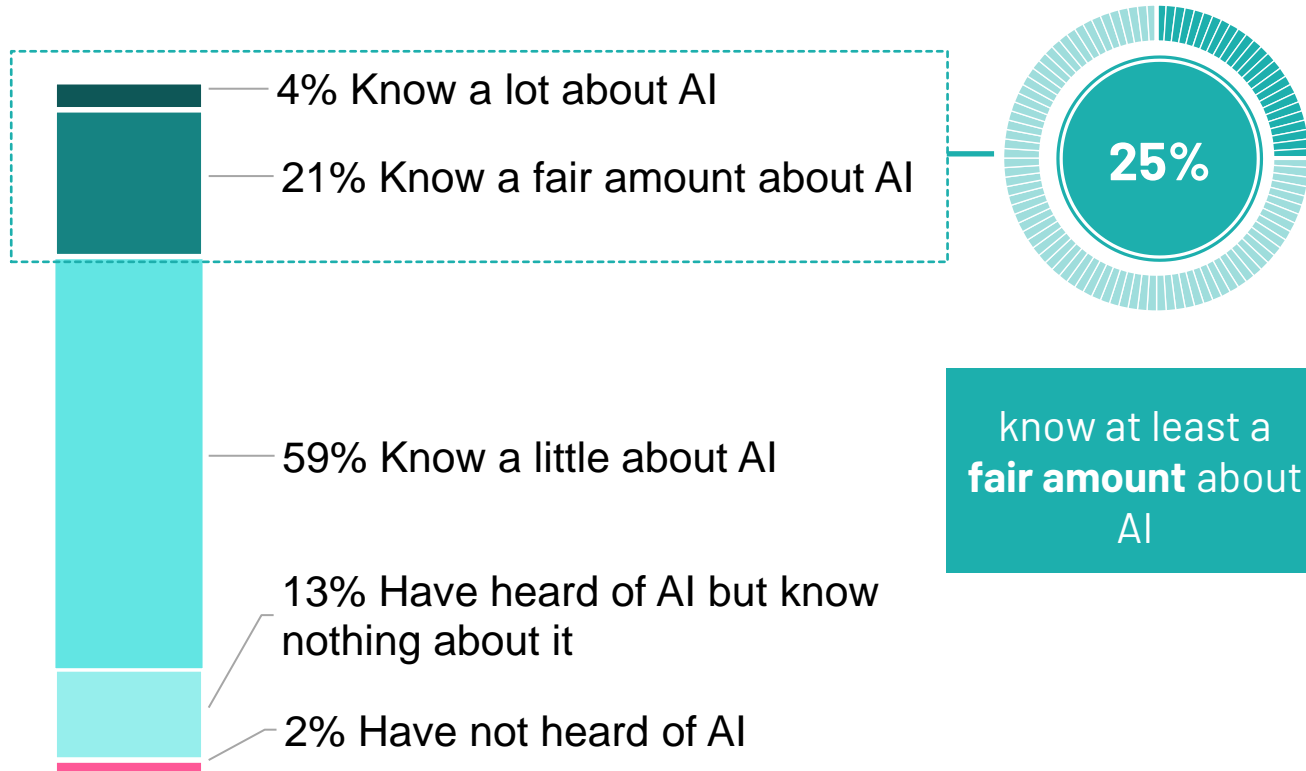 4% Know a lot about AI
21% Know a fair amount about AI
25%
59% Know a little about AI
know at least a
fair amount about
AI
13% Have heard of AI but know
nothing about it
2% Have not heard of AI